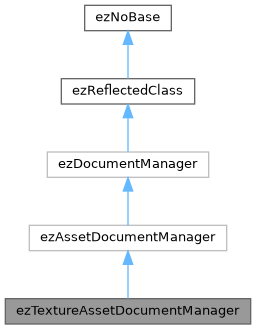 ezNoBase
ezReflectedClass
ezDocumentManager
ezAssetDocumentManager
ezTextureAssetDocumentManager